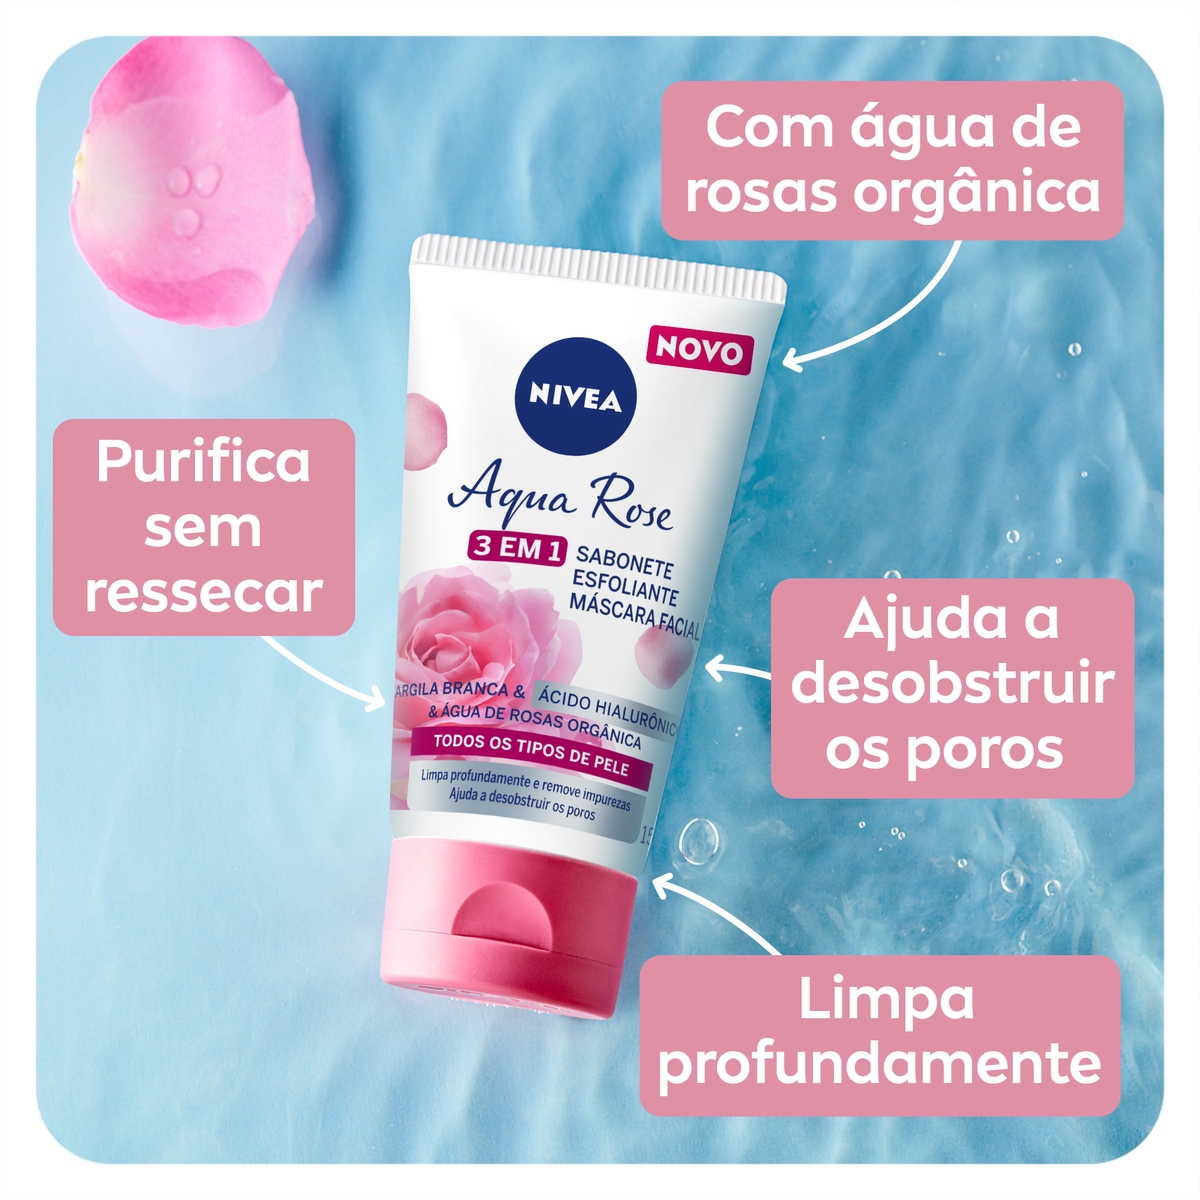 Com água de
rosas orgânica
NOVO
NIVEA
Purifica
sem
ressecar
Aqua Rose
3 EM 1
SABONETE
ESFOLIANTE
MÁSCARA FACIAL
Ajuda a
desobstruir
os poros
ARGILA BRANCA & ÁCIDO HIALURÔNIC
& ÁGUA DE ROSAS ORGÂNICA
TODOS OS TIPOS DE PELE
Limpa profundamente e remove impurezas
Ajuda a desobstruir os poros
Limpa
profundamente